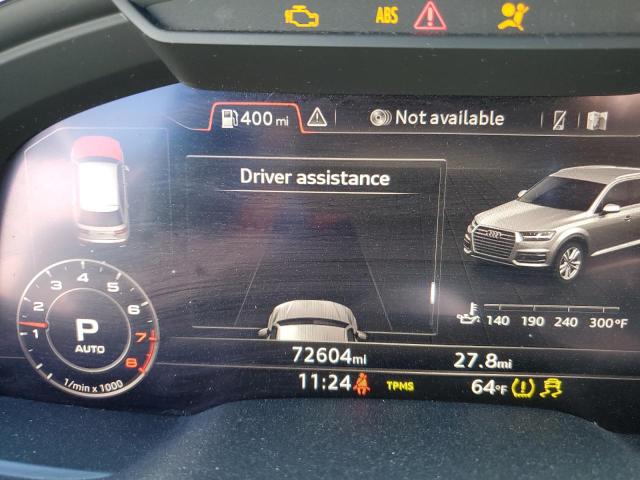 ABS
400 mi
Not available
Driver assistance
1 2 3 4 5 6 7 8
P
AUTO
1/min x 1000
140 190 240 300°F
72604mi 27.8mi
11:24 TPMS 64°F